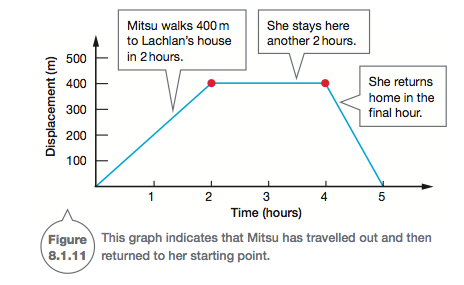 Mitsu walks 400 m
to Lachlan's house
in 2 hours.
She stays here
another 2 hours.
She returns
home in the
final hour.
Displacement (m)
500
400
300
200
100
1 2 3 4 5
Time (hours)
Figure
8.1.11
This graph indicates that Mitsu has travelled out and then
returned to her starting point.